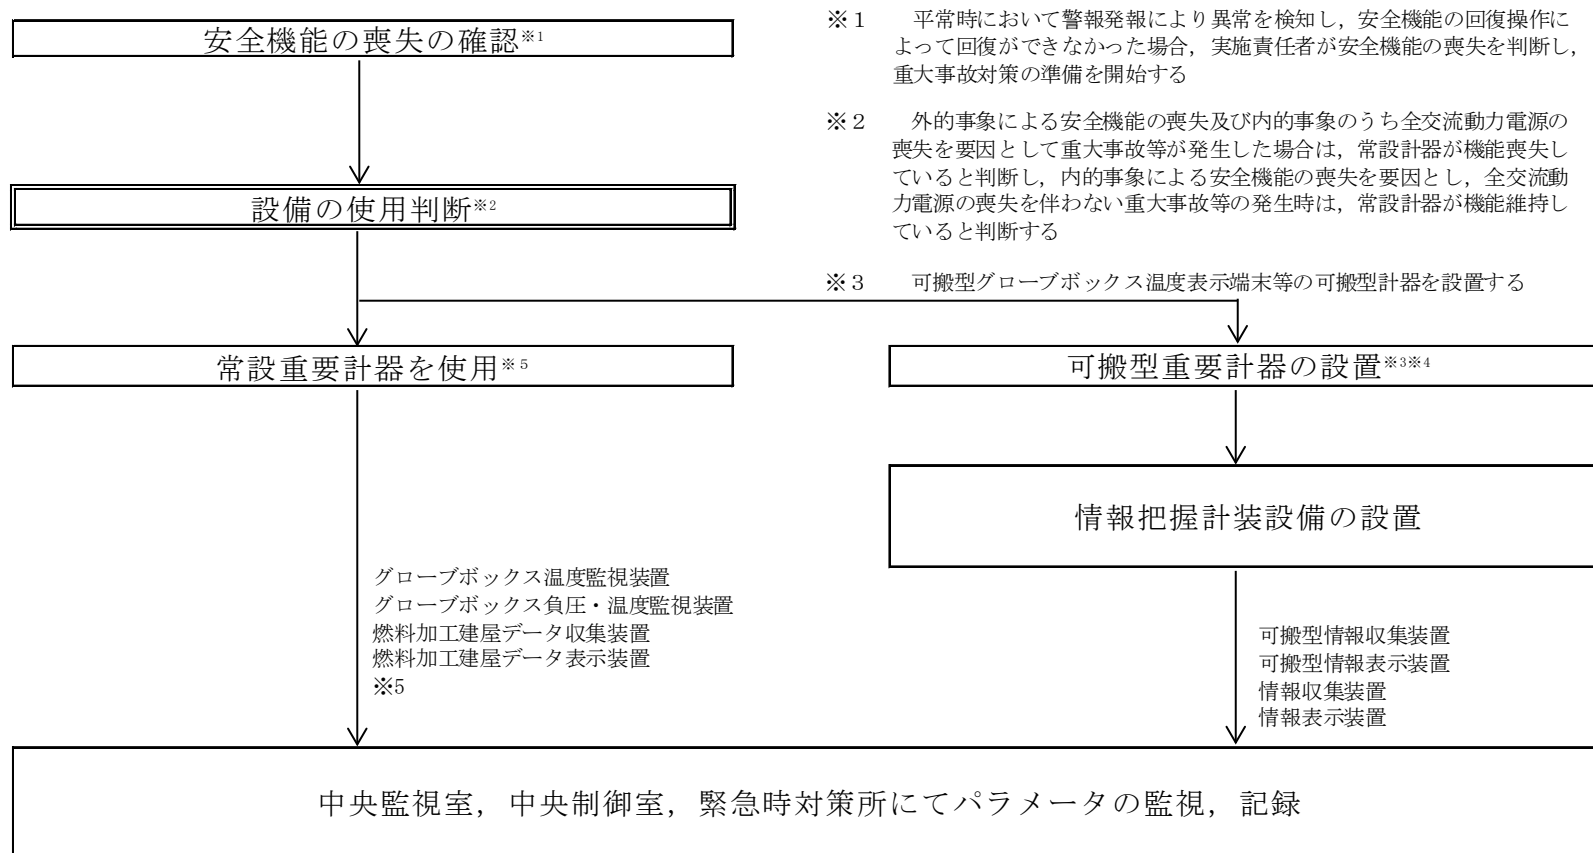 安全機能の喪失の確認※1
※１　平常時において警報発報により異常を検知し，安全機能の回復操作に
よって回復ができなかった場合，実施責任者が安全機能の喪失を判断し，
重大事故対策の準備を開始する
※２　外的事象による安全機能の喪失及び内的事象のうち全交流動力電源の
喪失を要因として重大事故等が発生した場合は，常設計器が機能喪失し
ていると判断し，内的事象による安全機能の喪失を要因とし，全交流動
力電源の喪失を伴わない重大事故等の発生時は，常設計器が機能維持し
ていると判断する
設備の使用判断※2
※３　可搬型グローブボックス温度表示端末等の可搬型計器を設置する
常設重要計器を使用※5
可搬型重要計器の設置※3※4
情報把握計装設備の設置
グローブボックス温度監視装置
グローブボックス負圧・温度監視装置
燃料加工建屋データ収集装置
燃料加工建屋データ表示装置
※5
可搬型情報収集装置
可搬型情報表示装置
情報収集装置
情報表示装置
中央監視室，中央制御室，緊急時対策所にてパラメータの監視，記録